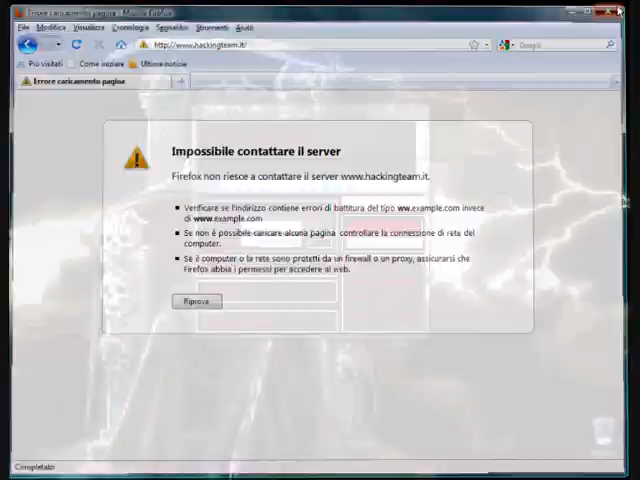 Errore caricamento pagina - Mozilla Firefox
File Modifica Visualizza Cronologia Segnalibri Strumenti Aiuto
http://www.hackingteam.it/
Google
Più visitati Come iniziare Ultime notizie
Errore caricamento pagina
Impossibile contattare il server
Firefox non riesce a contattare il server www.hackingteam.it.
Verificare se l'indirizzo contiene errori di battitura del tipo ww.example.com invece
di www.example.com
Se non è possibile caricare alcuna pagina, controllare la connessione di rete del
computer.
Se il computer o la rete sono protetti da un firewall o un proxy, assicurarsi che
Firefox abbia i permessi per accedere al web.
Riprova
Completato